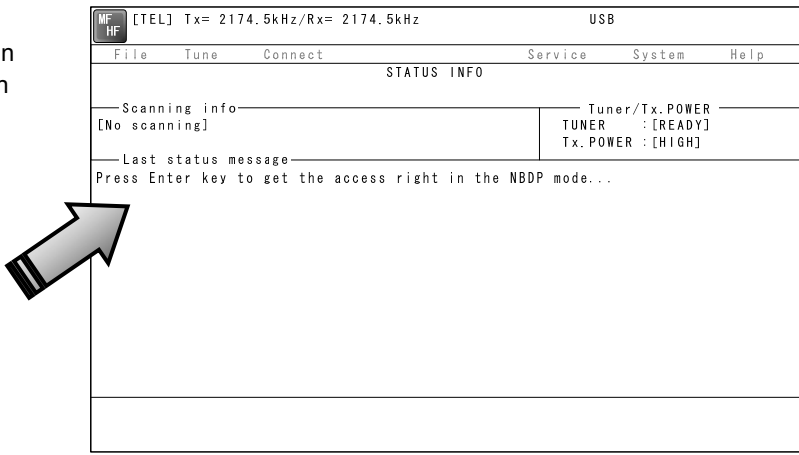 MF
HF
[TEL] Tx= 2174.5kHz/Rx= 2174.5kHz USB
File Tune Connect Service System Help
STATUS INFO
Scanning info
[No scanning]
Tuner/Tx.POWER
TUNER :[READY]
Tx.POWER :[HIGH]
Last status message
Press Enter key to get the access right in the NBDP mode...
n
n